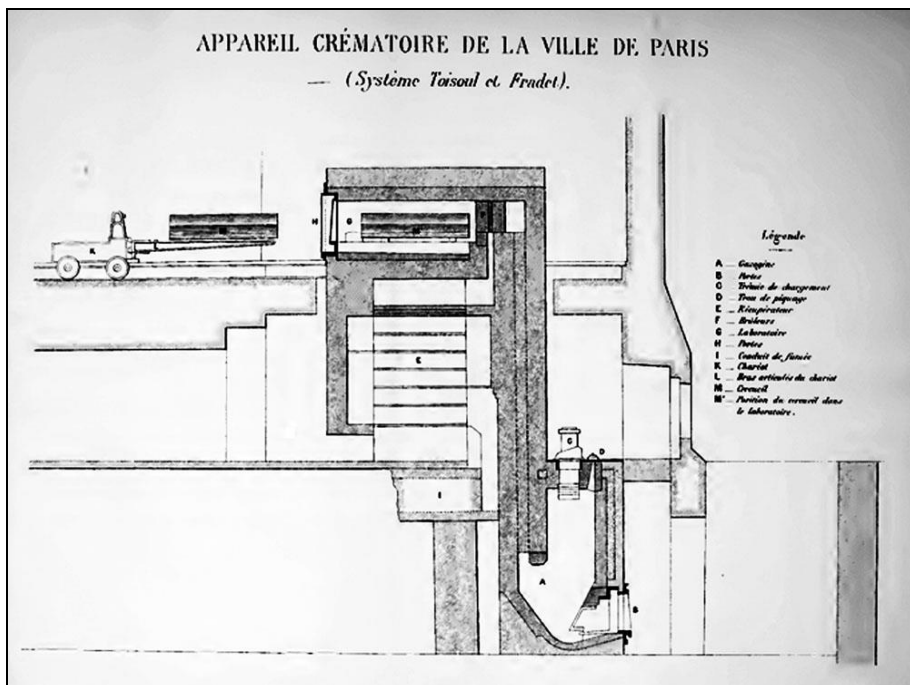 APPAREIL CRÉMATOIRE DE LA VILLE DE PARIS
— (Système Toisoul et Fradet).
Légende
A _ Gazogène
B _ Portes
C _ Trémie de chargement
D _ Trou de piquage
E _ Récupérateur
F _ Brûleurs
G _ Laboratoire
H _ Portes
I _ Conduit de fumée
K _ Chariot
L _ Bras articulés du chariot
M _ Cercueil
M' _ Position du cercueil dans
le laboratoire.
K
H
G
E
C
D
I
A
B